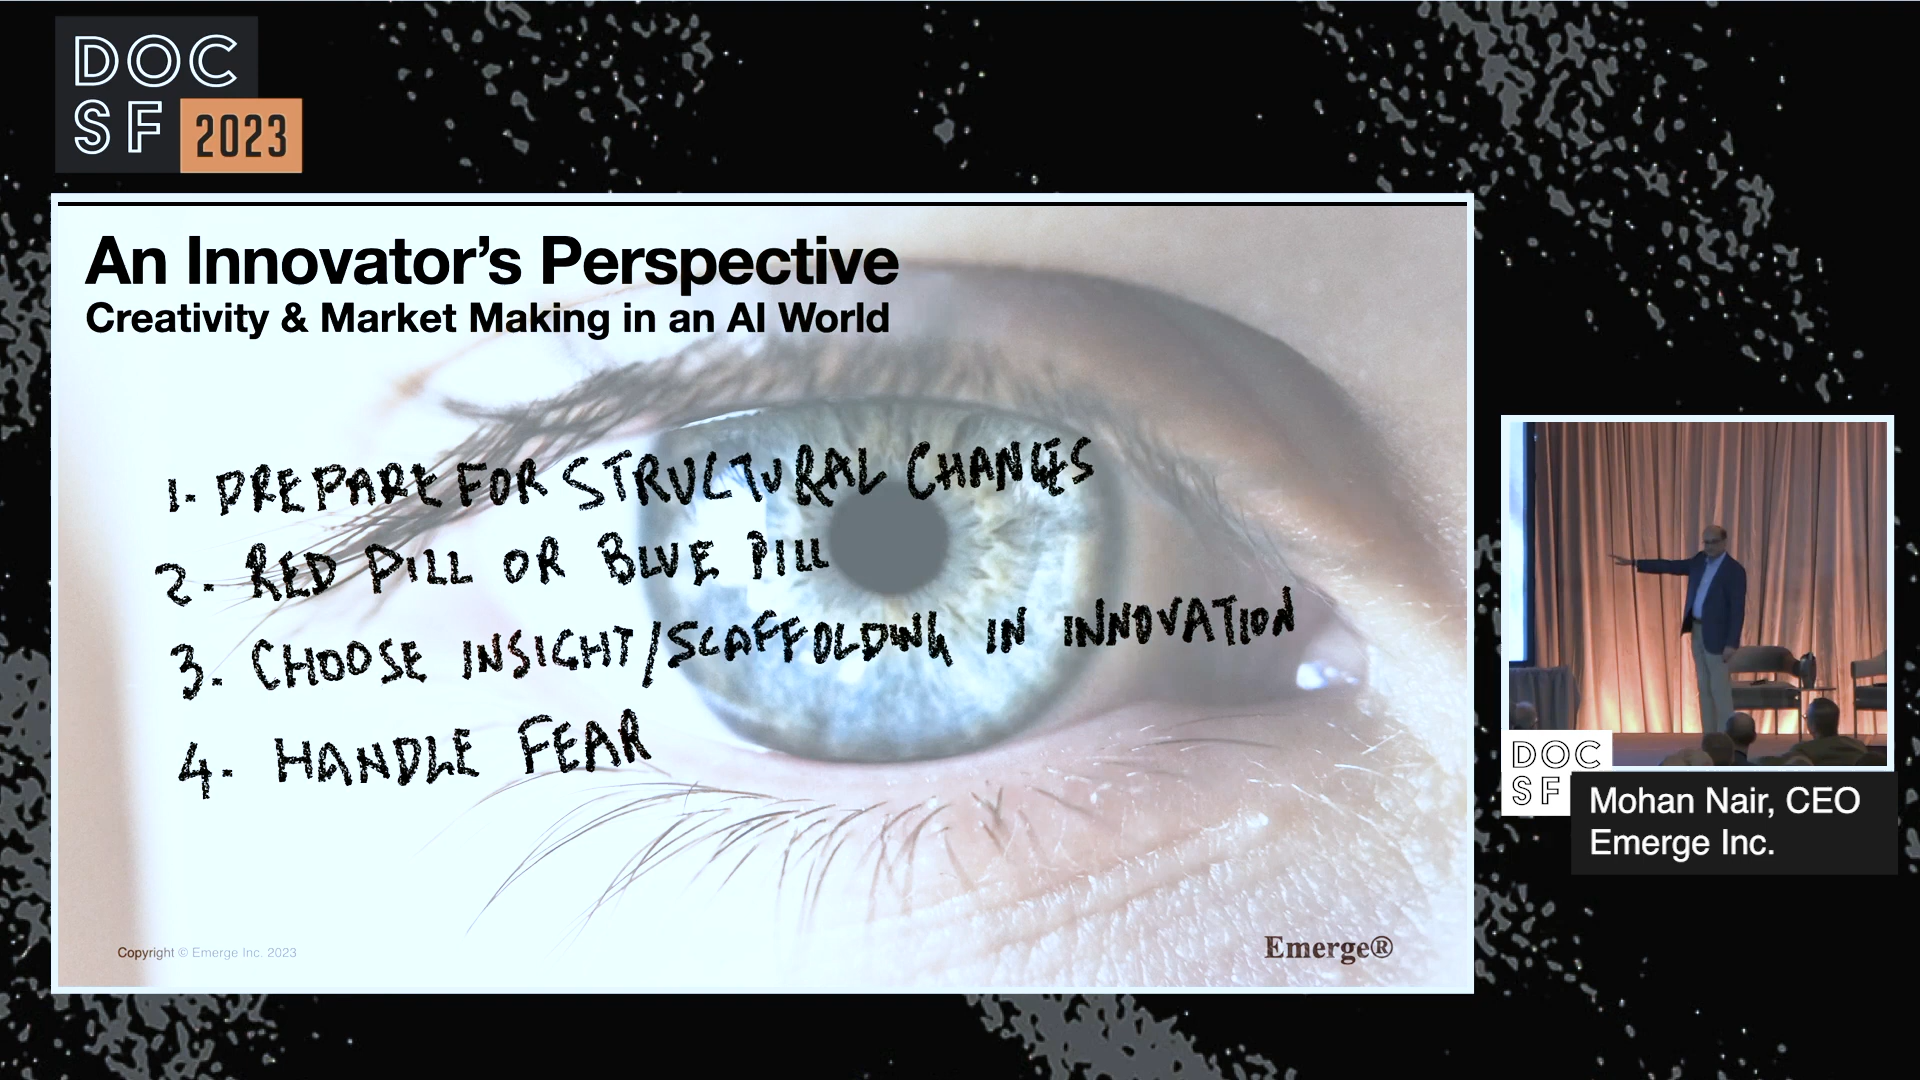 DOC
SF 2023
An Innovator's Perspective
Creativity & Market Making in an AI World
1. PREPARE FOR STRUCTURAL CHANGES
2. RED PILL OR BLUE PILL
3. CHOOSE INSIGHT/SCAFFOLDING IN INNOVATION
4. HANDLE FEAR
Copyright © Emerge Inc. 2023
Emerge®
DOC
SF
Mohan Nair, CEO
Emerge Inc.